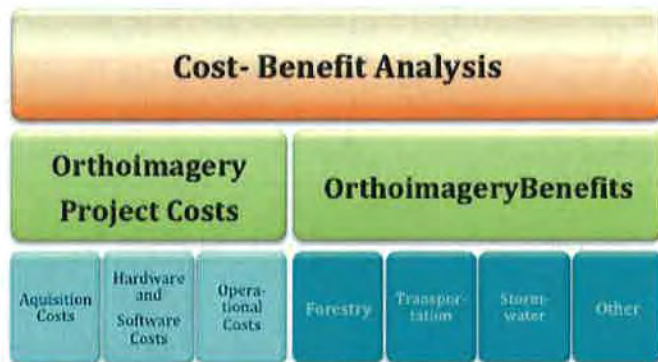 Cost- Benefit Analysis
Orthoimagery
Project Costs
OrthoimageryBenefits
Aquisition
Costs
Hardware
and
Software
Costs
Opera-
tional
Costs
Forestry
Transpor-
tation
Storm-
water
Other